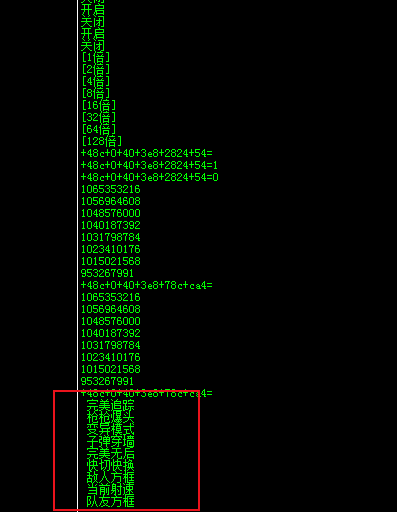 关闭
开启
关闭
开启
关闭
[1倍]
[2倍]
[4倍]
[8倍]
[16倍]
[32倍]
[64倍]
[128倍]
+48c+0+40+3e8+2824+54=
+48c+0+40+3e8+2824+54=1
+48c+0+40+3e8+2824+54=0
1065353216
1056964608
1048576000
1040187392
1031798784
1023410176
1015021568
953267991
+48c+0+40+3e8+78c+ca4=
1065353216
1056964608
1048576000
1040187392
1031798784
1023410176
1015021568
953267991
+48c+0+40+3e8+78c+ca4=
完美追踪
枪枪爆头
变异模式
子弹穿墙
完美无后
快切快换
敌人方框
当前射速
队友方框